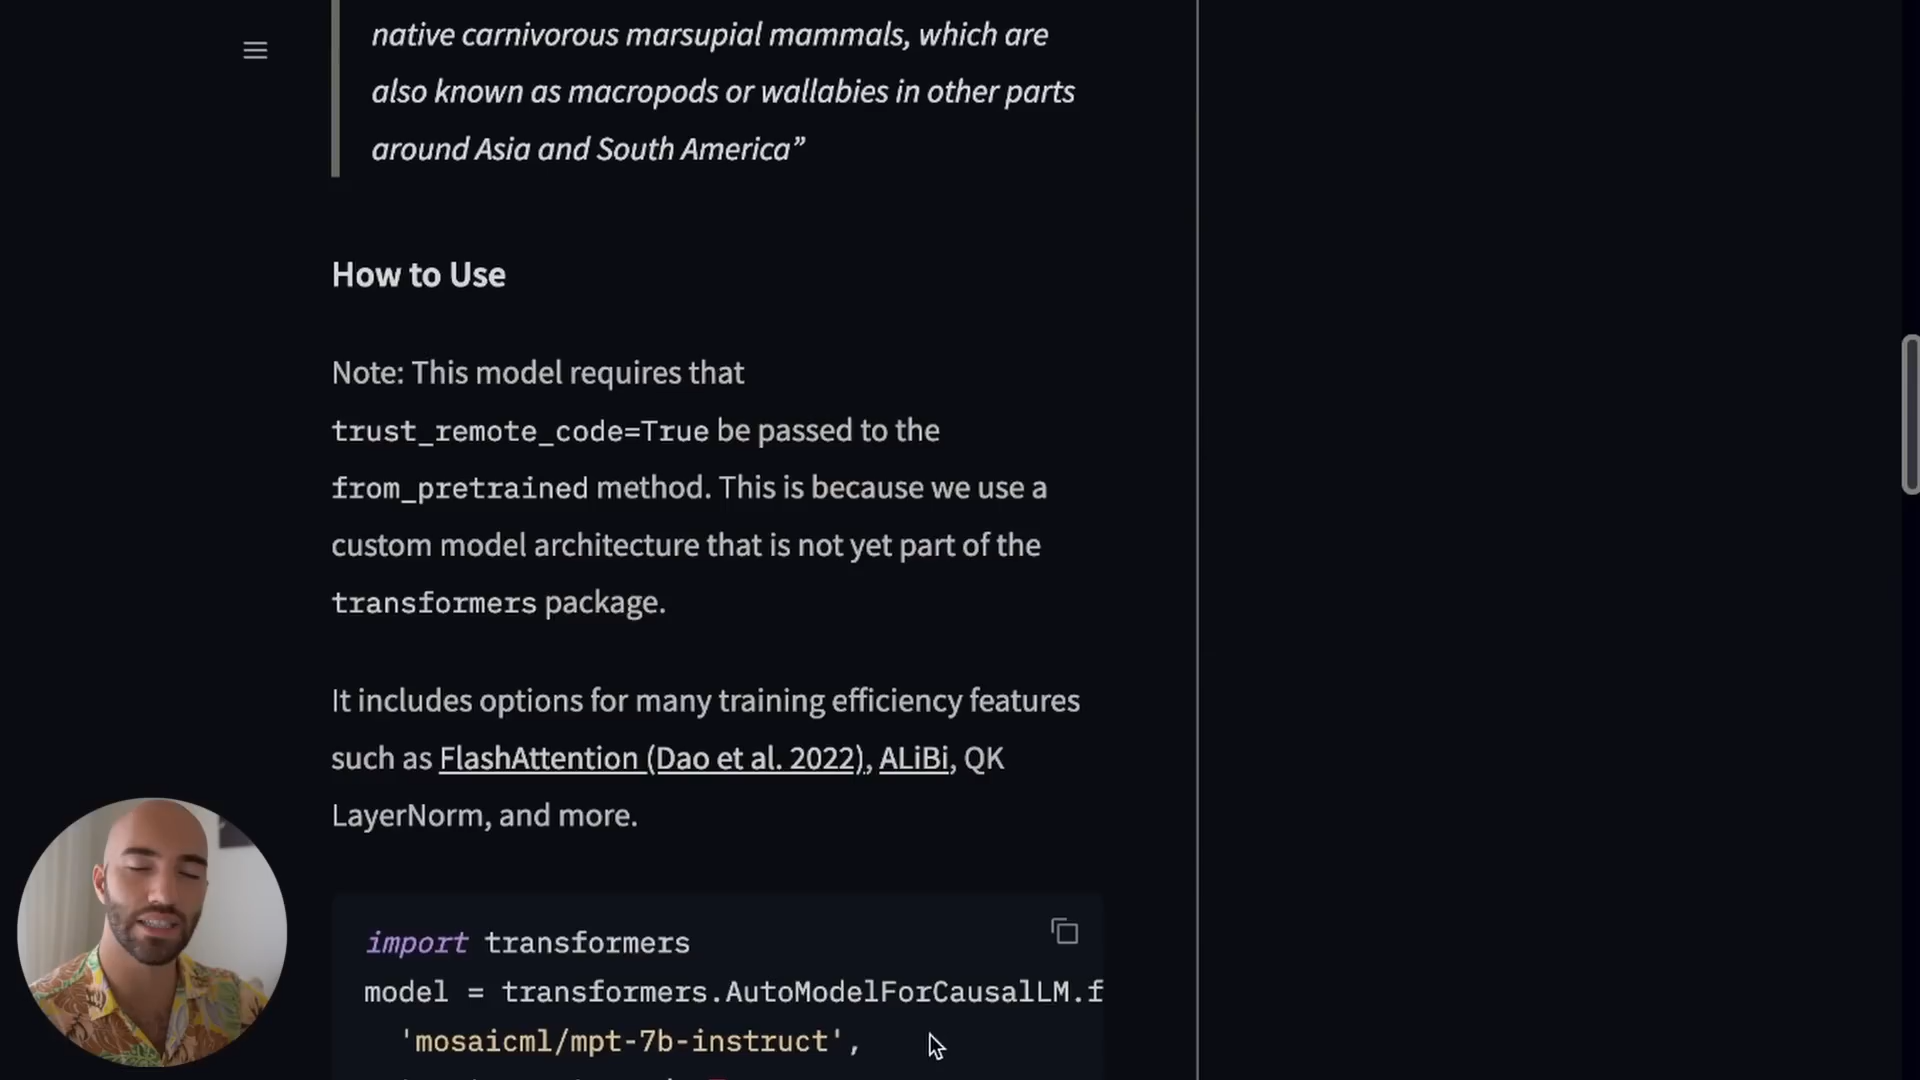 native carnivorous marsupial mammals, which are
also known as macropods or wallabies in other parts
around Asia and South America”
How to Use
Note: This model requires that
trust_remote_code=True be passed to the
from_pretrained method. This is because we use a
custom model architecture that is not yet part of the
transformers package.
It includes options for many training efficiency features
such as FlashAttention (Dao et al. 2022), ALiBi, QK
LayerNorm, and more.
import transformers
model = transformers.AutoModelForCausalLM.f
'mosaicml/mpt-7b-instruct',